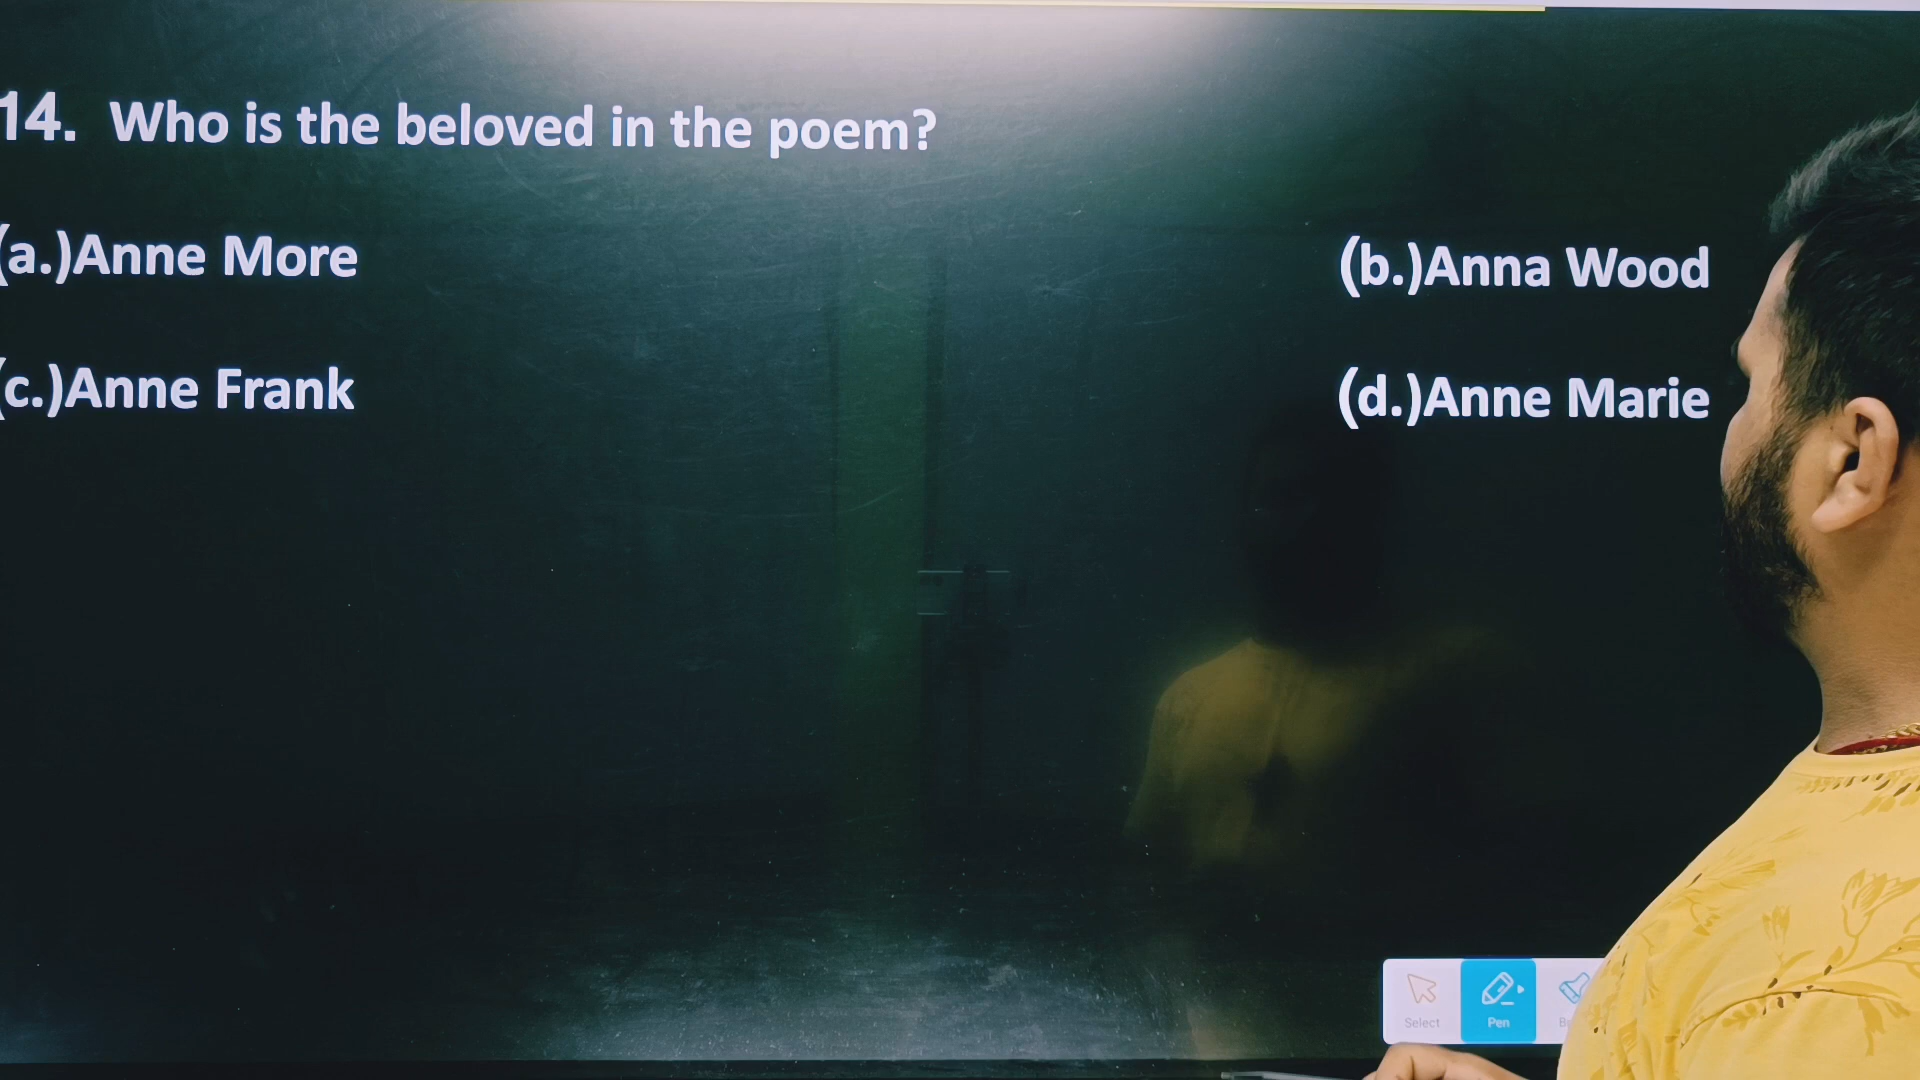 14. Who is the beloved in the poem?
(a.)Anne More
(b.)Anna Wood
(c.)Anne Frank
(d.)Anne Marie
Select
Pen